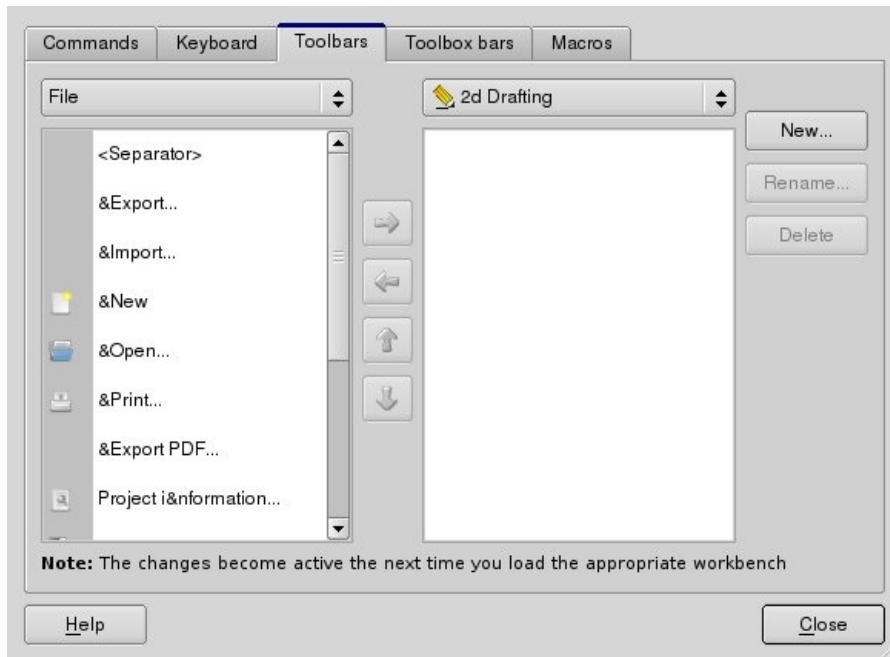 Commands
Keyboard
Toolbars
Toolbox bars
Macros
File
2d Drafting
<Separator>
&Export...
&Import...
&New
&Open...
&Print...
&Export PDF...
Project i&nformation...
New...
Rename...
Delete
Note: The changes become active the next time you load the appropriate workbench
Help
Close